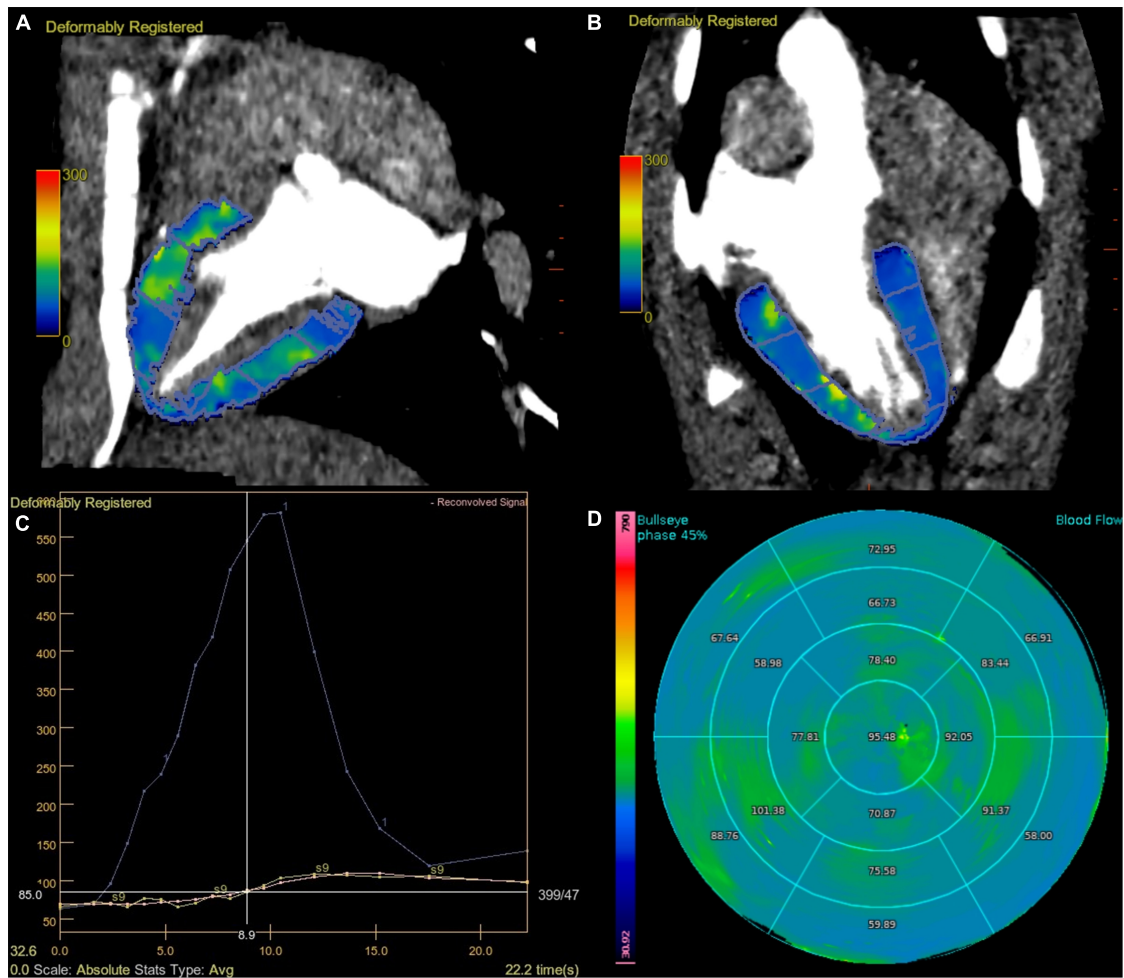 A
Deformably Registered
300
0
B
Deformably Registered
300
0
Deformably Registered
- Reconvolved Signal
C
550
500
450
400
350
300
250
200
150
100
85.0
50
1
1
1
s9
s9
s9
s9
399/47
8.9
32.6
0.0
5.0
10.0
15.0
20.0
0.0 Scale: Absolute Stats Type: Avg
22.2 time(s)
D
790
Bullseye
phase 45%
Blood Flow
72.95
66.73
67.64
66.91
58.98
78.40
83.44
77.81
95.48
92.05
101.38
91.37
88.76
70.87
58.00
75.58
59.89
30.92